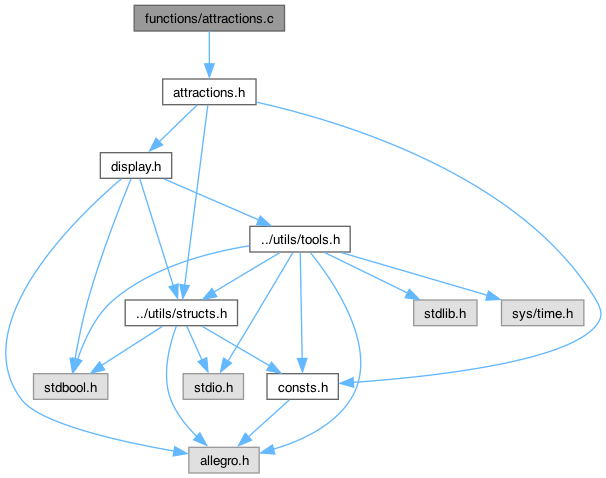 functions/attractions.c
attractions.h
display.h
../utils/tools.h
../utils/structs.h
stdlib.h
sys/time.h
stdbool.h
stdio.h
consts.h
allegro.h